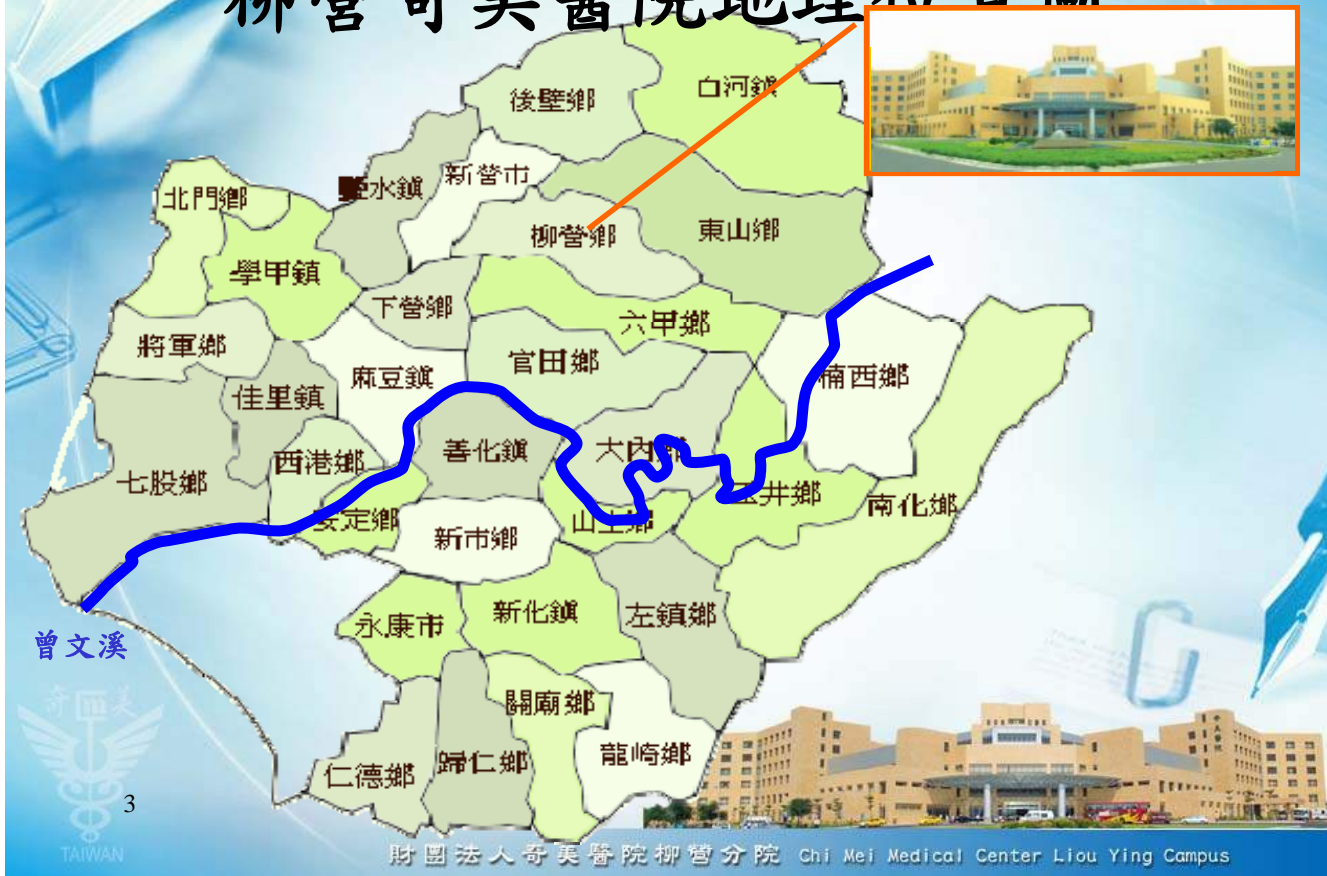 柳營奇美醫院地理位置圖
後壁鄉
白河鎮
鹽水鎮
新營市
北門鄉
柳營鄉
東山鄉
學甲鎮
下營鄉
六甲鄉
將軍鄉
麻豆鎮
官田鄉
楠西鄉
佳里鎮
七股鄉
西港鄉
善化鎮
大內鄉
玉井鄉
南化鄉
安定鄉
新市鄉
山上鄉
永康市
新化鎮
左鎮鄉
曾文溪
關廟鄉
仁德鄉
歸仁鄉
龍崎鄉
奇美
3
TAIWAN
財團法人奇美醫院柳營分院 Chi Mei Medical Center Liou Ying Campus